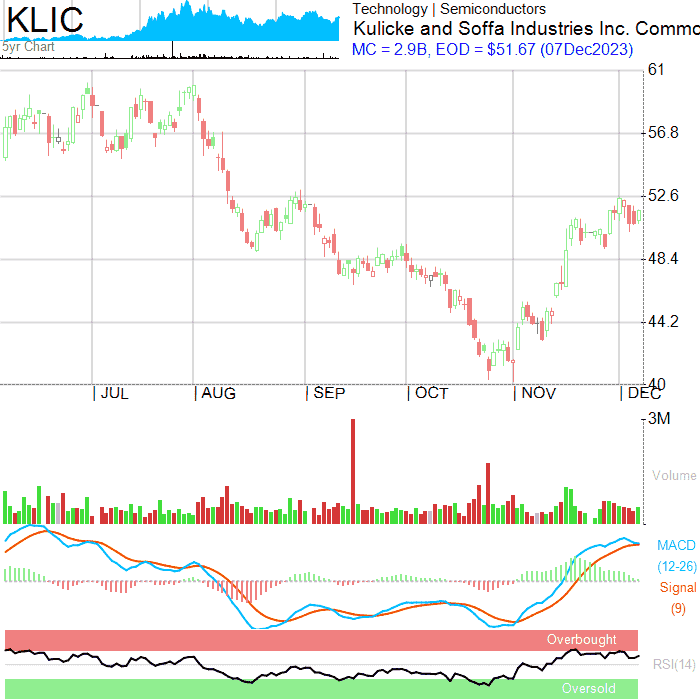 KLIC
5yr Chart
Technology | Semiconductors
Kulicke and Soffa Industries Inc. Commo
MC = 2.9B, EOD = $51.67 (07Dec2023)
61
56.8
52.6
48.4
44.2
40
| JUL | AUG | SEP | OCT | NOV | DEC
3M
Volume
MACD
(12-26)
Signal
(9)
Overbought
RSI(14)
Oversold